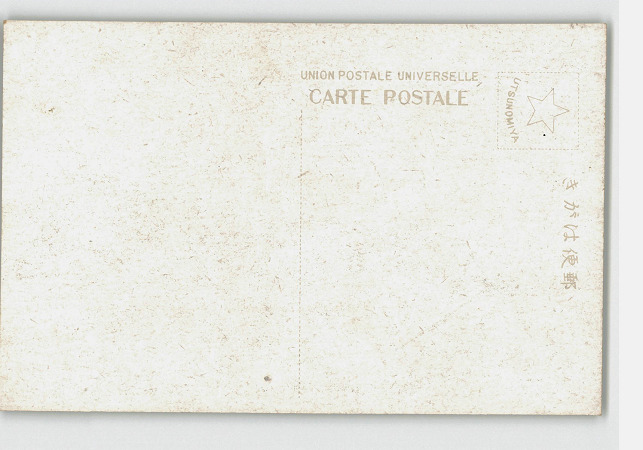 UNION POSTALE UNIVERSELLE
CARTE POSTALE
UTSUNOMIYA
きがは便郵